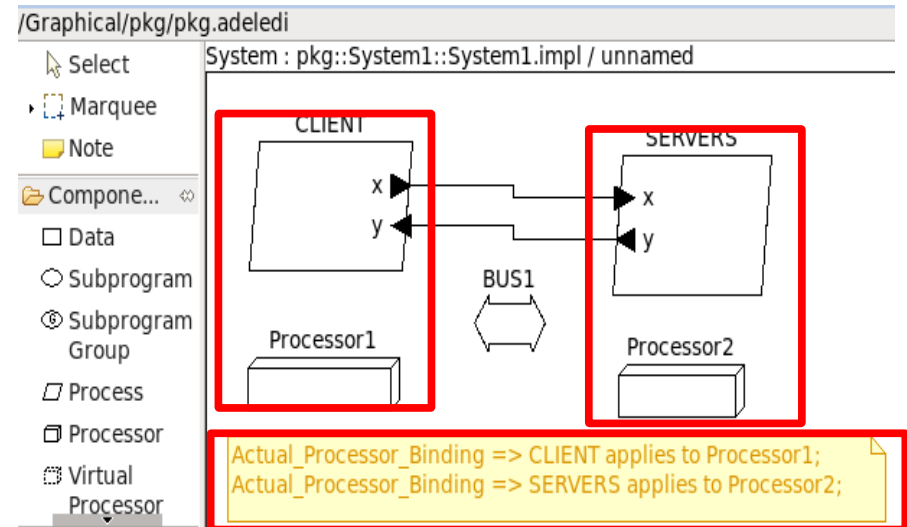 /Graphical/pkg/pkg.adeledi
System : pkg::System1::System1.impl / unnamed
Select
Marquee
Note
Compone...
Data
Subprogram
Subprogram
Group
Process
Processor
Virtual
Processor
CLIENT
x
y
SERVERS
x
y
BUS1
Processor1
Processor2
Actual_Processor_Binding => CLIENT applies to Processor1;
Actual_Processor_Binding => SERVERS applies to Processor2;